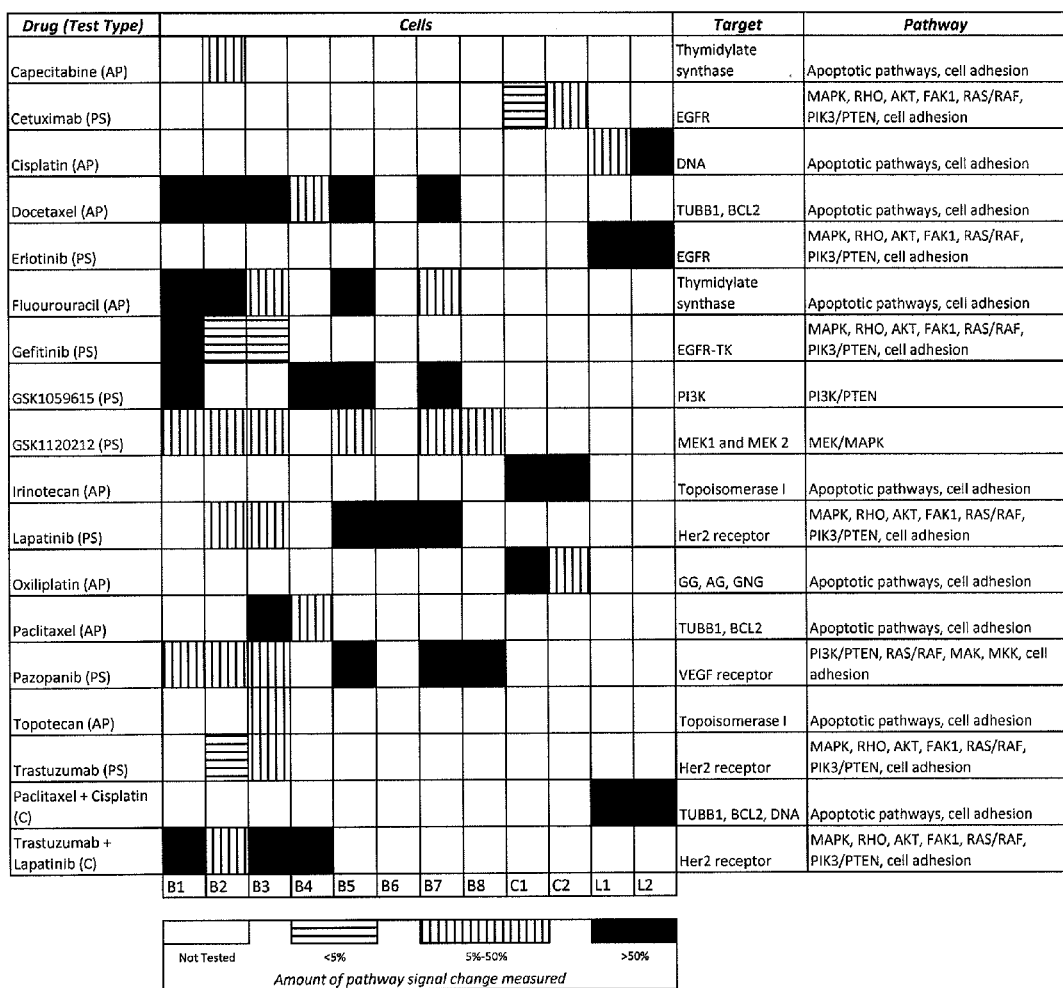 Drug (Test Type) Cells Target Pathway
Capecitabine (AP) Thymidylate synthase Apoptotic pathways, cell adhesion
Cetuximab (PS) EGFR MAPK, RHO, AKT, FAK1, RAS/RAF, PIK3/PTEN, cell adhesion
Cisplatin (AP) DNA Apoptotic pathways, cell adhesion
Docetaxel (AP) TUBB1, BCL2 Apoptotic pathways, cell adhesion
Erlotinib (PS) EGFR MAPK, RHO, AKT, FAK1, RAS/RAF, PIK3/PTEN, cell adhesion
Fluourouracil (AP) Thymidylate synthase Apoptotic pathways, cell adhesion
Gefitinib (PS) EGFR-TK MAPK, RHO, AKT, FAK1, RAS/RAF, PIK3/PTEN, cell adhesion
GSK1059615 (PS) PI3K PI3K/PTEN
GSK1120212 (PS) MEK1 and MEK 2 MEK/MAPK
Irinotecan (AP) Topoisomerase I Apoptotic pathways, cell adhesion
Lapatinib (PS) Her2 receptor MAPK, RHO, AKT, FAK1, RAS/RAF, PIK3/PTEN, cell adhesion
Oxiliplatin (AP) GG, AG, GNG Apoptotic pathways, cell adhesion
Paclitaxel (AP) TUBB1, BCL2 Apoptotic pathways, cell adhesion
Pazopanib (PS) VEGF receptor PI3K/PTEN, RAS/RAF, MAK, MKK, cell adhesion
Topotecan (AP) Topoisomerase I Apoptotic pathways, cell adhesion
Trastuzumab (PS) Her2 receptor MAPK, RHO, AKT, FAK1, RAS/RAF, PIK3/PTEN, cell adhesion
Paclitaxel + Cisplatin (C) TUBB1, BCL2, DNA Apoptotic pathways, cell adhesion
Trastuzumab + Lapatinib (C) Her2 receptor MAPK, RHO, AKT, FAK1, RAS/RAF, PIK3/PTEN, cell adhesion
B1 B2 B3 B4 B5 B6 B7 B8 C1 C2 L1 L2
Not Tested <5% 5%-50% >50%
Amount of pathway signal change measured